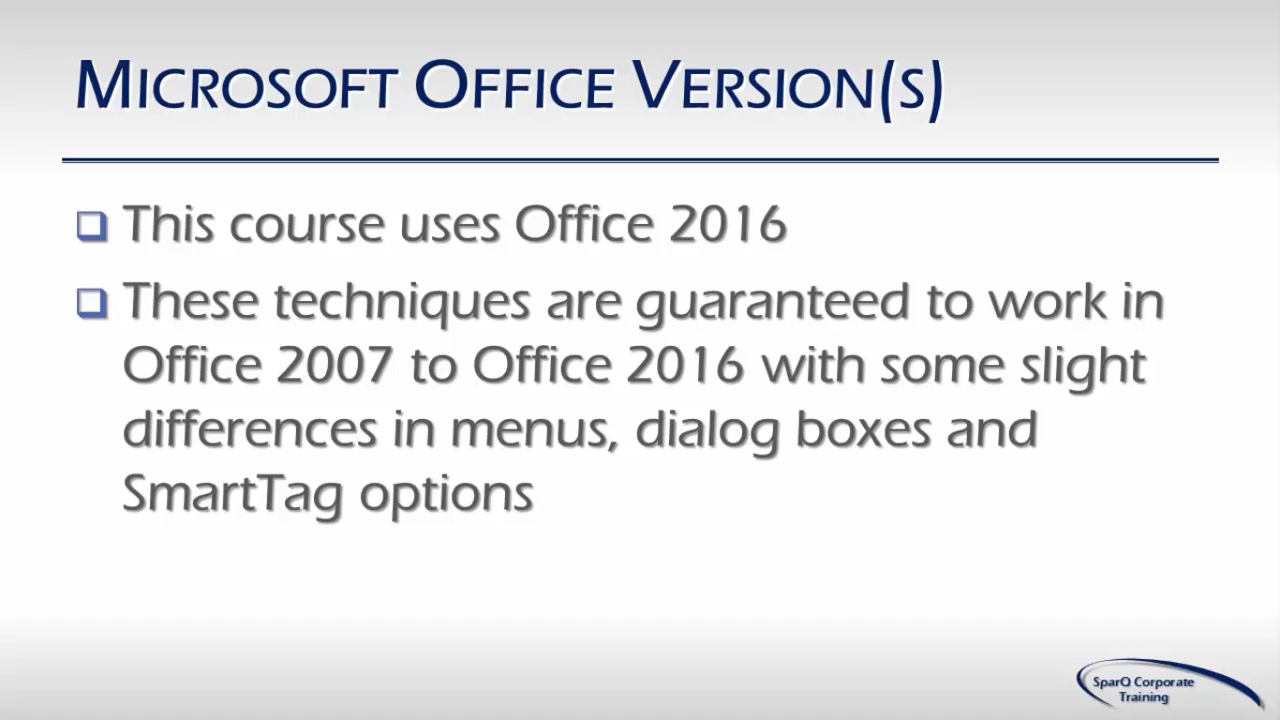 MICROSOFT OFFICE VERSION(S)
This course uses Office 2016
These techniques are guaranteed to work in
Office 2007 to Office 2016 with some slight
differences in menus, dialog boxes and
SmartTag options
SparQ Corporate
Training